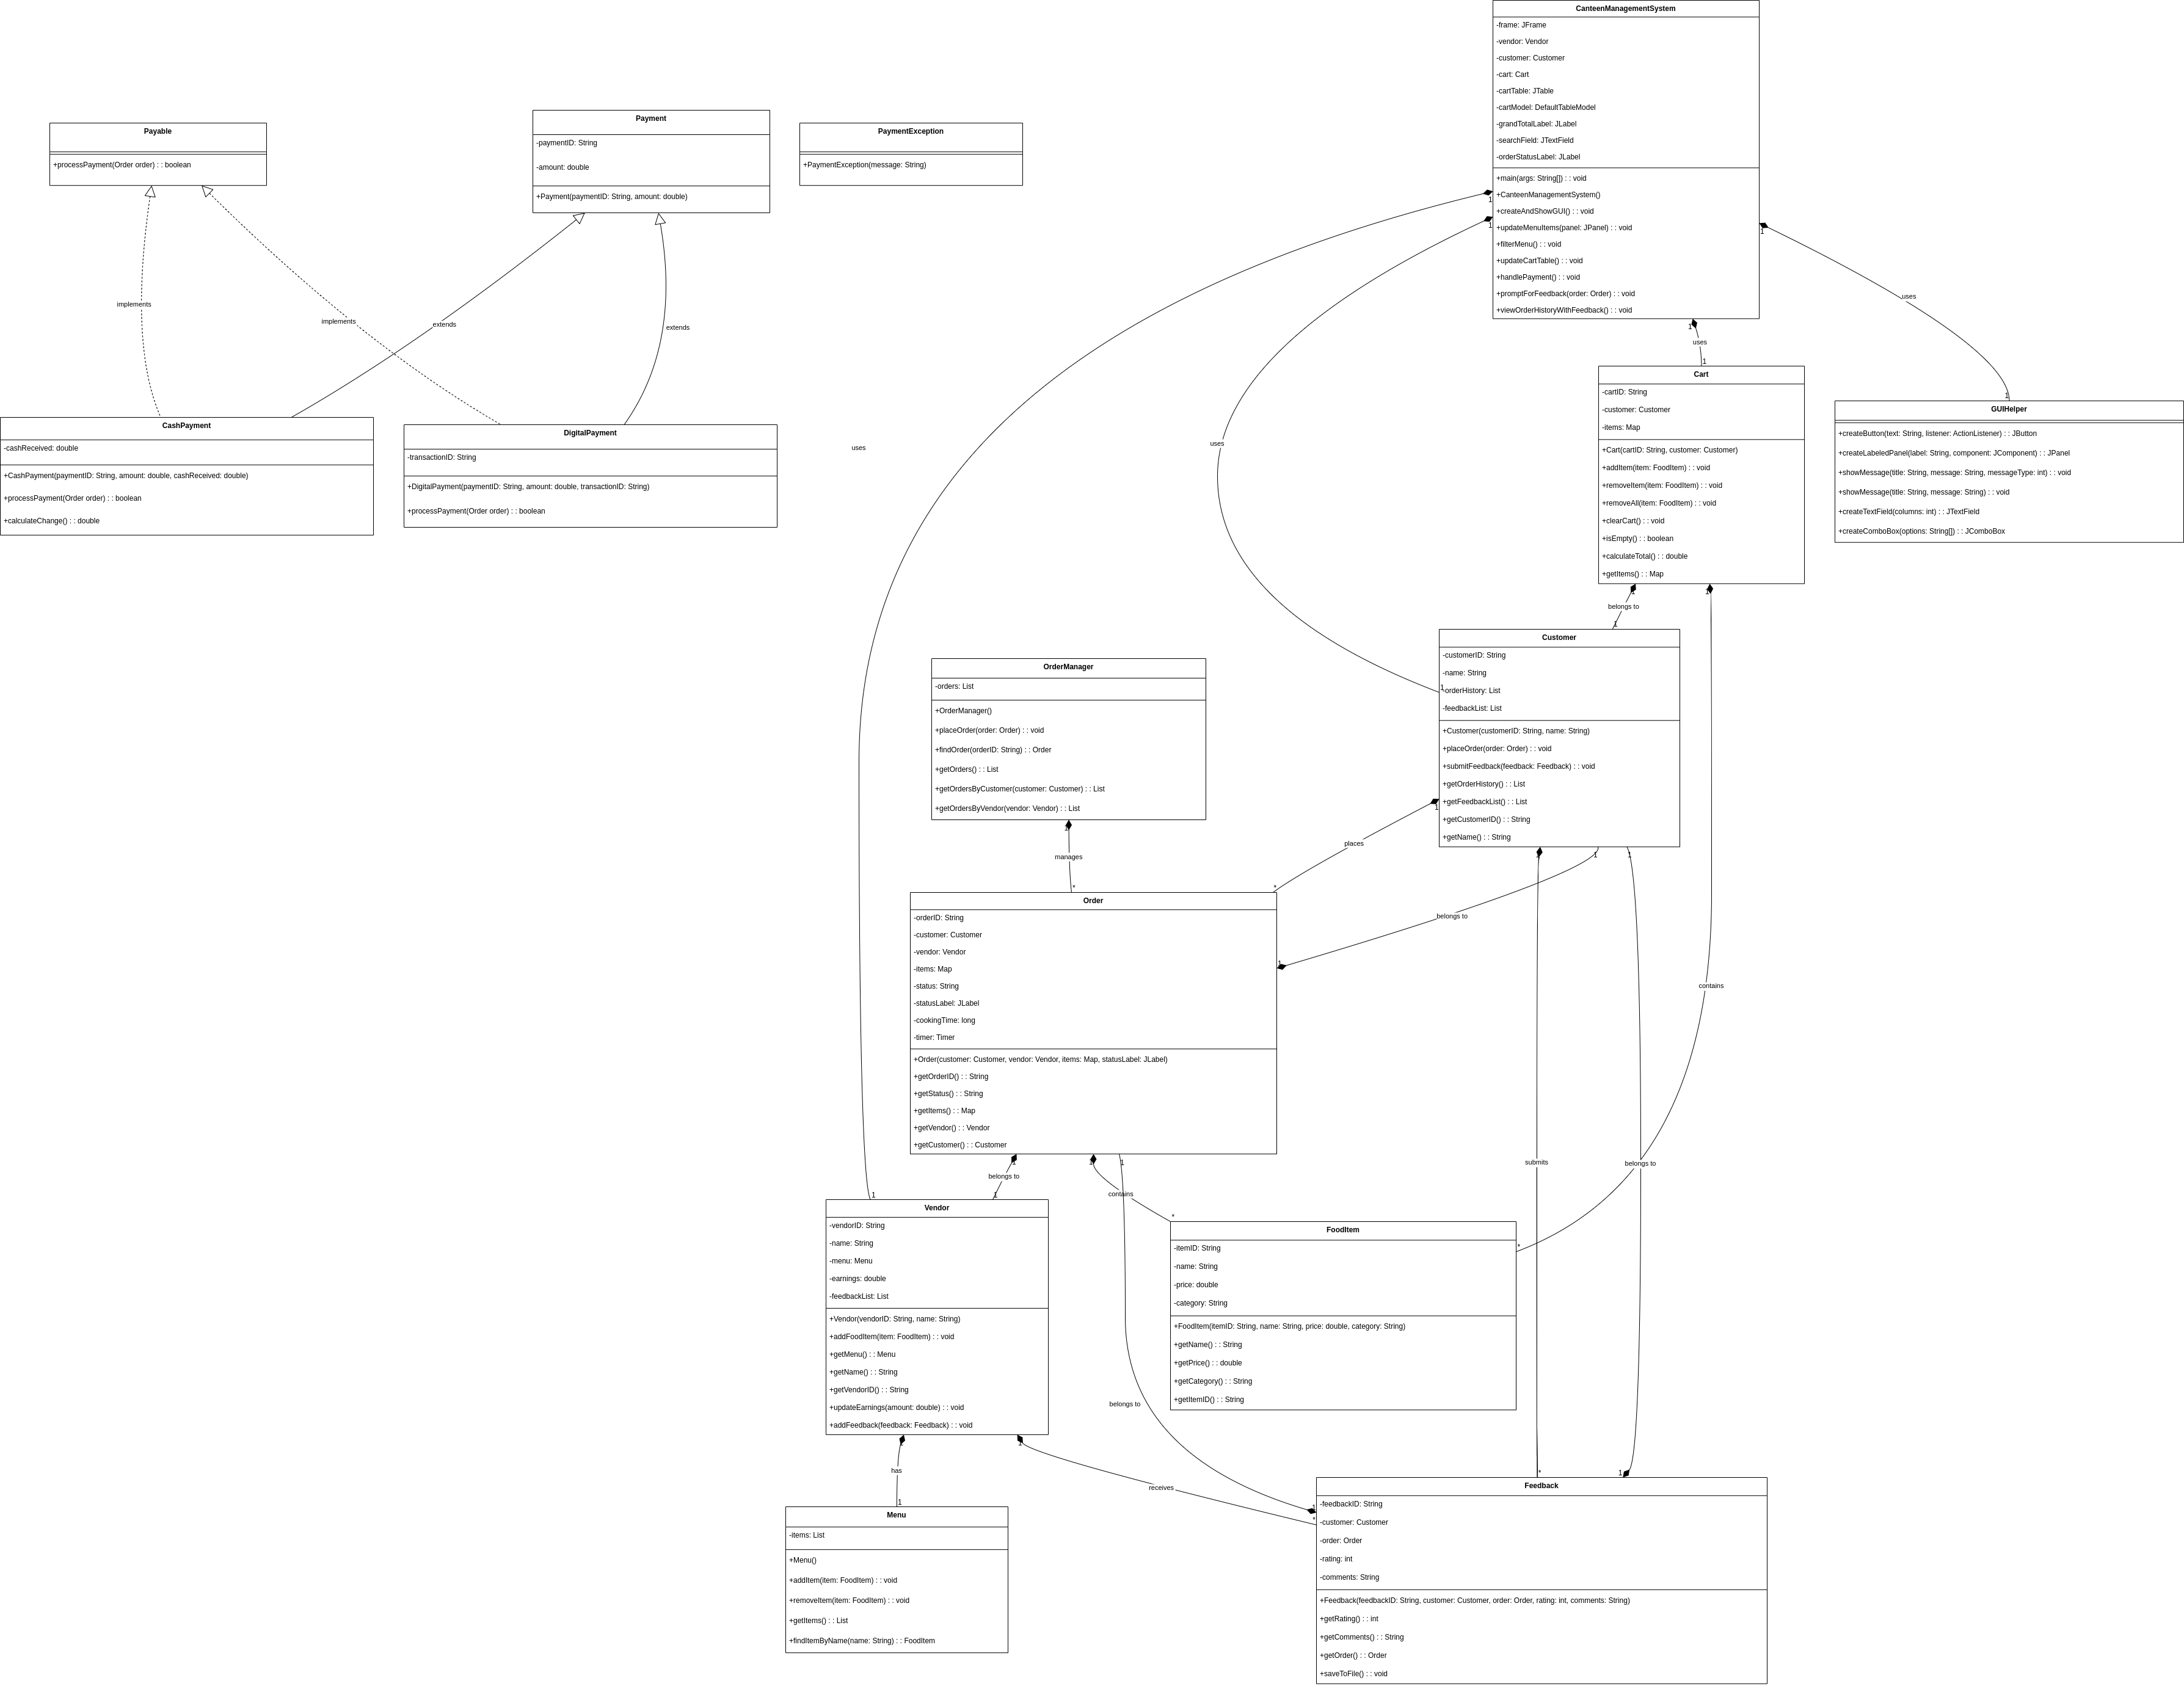 CanteenManagementSystem
-frame: JFrame
-vendor: Vendor
-customer: Customer
-cart: Cart
-cartTable: JTable
-cartModel: DefaultTableModel
-grandTotalLabel: JLabel
-searchField: JTextField
-orderStatusLabel: JLabel
+main(args: String[]) : : void
+CanteenManagementSystem()
+createAndShowGUI() : : void
+updateMenuItems(panel: JPanel) : : void
+filterMenu() : : void
+updateCartTable() : : void
+handlePayment() : : void
+promptForFeedback(order: Order) : : void
+viewOrderHistoryWithFeedback() : : void
1
1
1
1
Payable
+processPayment(Order order) : : boolean
Payment
-paymentID: String
-amount: double
+Payment(paymentID: String, amount: double)
PaymentException
+PaymentException(message: String)
implements
implements
extends
extends
uses
uses
uses
uses
1
1
CashPayment
-cashReceived: double
+CashPayment(paymentID: String, amount: double, cashReceived: double)
+processPayment(Order order) : : boolean
+calculateChange() : : double
DigitalPayment
-transactionID: String
+DigitalPayment(paymentID: String, amount: double, transactionID: String)
+processPayment(Order order) : : boolean
Cart
-cartID: String
-customer: Customer
-items: Map
+Cart(cartID: String, customer: Customer)
+addItem(item: FoodItem) : : void
+removeItem(item: FoodItem) : : void
+removeAll(item: FoodItem) : : void
+clearCart() : : void
+isEmpty() : : boolean
+calculateTotal() : : double
+getItems() : : Map
GUIHelper
+createButton(text: String, listener: ActionListener) : : JButton
+createLabeledPanel(label: String, component: JComponent) : : JPanel
+showMessage(title: String, message: String, messageType: int) : : void
+showMessage(title: String, message: String) : : void
+createTextField(columns: int) : : JTextField
+createComboBox(options: String[]) : : JComboBox
1
1
belongs to
1
OrderManager
-orders: List
+OrderManager()
+placeOrder(order: Order) : : void
+findOrder(orderID: String) : : Order
+getOrders() : : List
+getOrdersByCustomer(customer: Customer) : : List
+getOrdersByVendor(vendor: Vendor) : : List
Customer
-customerID: String
-name: String
1
-orderHistory: List
-feedbackList: List
+Customer(customerID: String, name: String)
+placeOrder(order: Order) : : void
+submitFeedback(feedback: Feedback) : : void
+getOrderHistory() : : List
+getFeedbackList() : : List
+getCustomerID() : : String
+getName() : : String
1
1
1
1
1
manages
places
*
*
belongs to
1
contains
Order
-orderID: String
-customer: Customer
-vendor: Vendor
-items: Map
-status: String
-statusLabel: JLabel
-cookingTime: long
-timer: Timer
+Order(customer: Customer, vendor: Vendor, items: Map, statusLabel: JLabel)
+getOrderID() : : String
+getStatus() : : String
+getItems() : : Map
+getVendor() : : Vendor
+getCustomer() : : Customer
1
1
1
submits
belongs to
belongs to
contains
1
1
*
*
Vendor
-vendorID: String
-name: String
-menu: Menu
-earnings: double
-feedbackList: List
+Vendor(vendorID: String, name: String)
+addFoodItem(item: FoodItem) : : void
+getMenu() : : Menu
+getName() : : String
+getVendorID() : : String
+updateEarnings(amount: double) : : void
+addFeedback(feedback: Feedback) : : void
FoodItem
-itemID: String
-name: String
-price: double
-category: String
+FoodItem(itemID: String, name: String, price: double, category: String)
+getName() : : String
+getPrice() : : double
+getCategory() : : String
+getItemID() : : String
belongs to
1
1
has
receives
1
*
1
1
*
Menu
-items: List
+Menu()
+addItem(item: FoodItem) : : void
+removeItem(item: FoodItem) : : void
+getItems() : : List
+findItemByName(name: String) : : FoodItem
Feedback
-feedbackID: String
-customer: Customer
-order: Order
-rating: int
-comments: String
+Feedback(feedbackID: String, customer: Customer, order: Order, rating: int, comments: String)
+getRating() : : int
+getComments() : : String
+getOrder() : : Order
+saveToFile() : : void